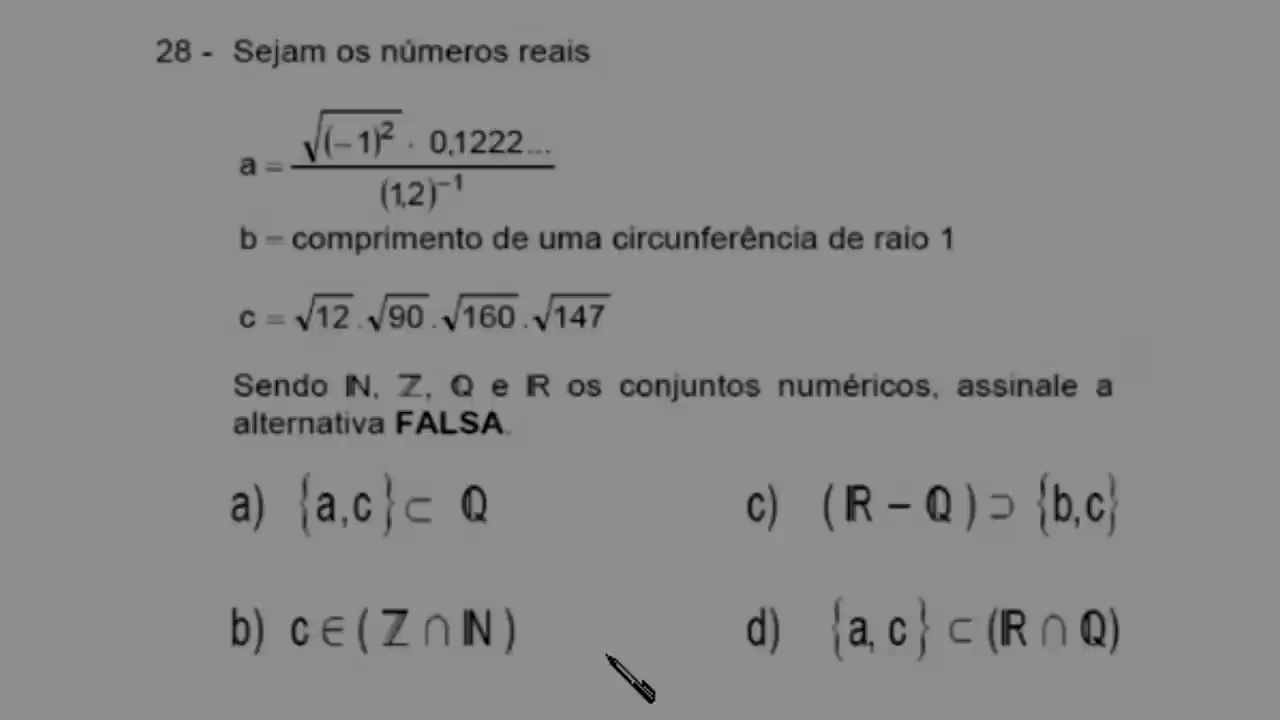 28 - Sejam os números reais
a = √(-1)² · 0,1222... / (1,2)⁻¹
b – comprimento de uma circunferência de raio 1
c = √12 . √90 . √160 . √147
Sendo ℕ, ℤ, ℚ e ℝ os conjuntos numéricos, assinale a
alternativa FALSA.
a) {a,c} ⊂ ℚ
b) c ∈ ( ℤ ∩ ℕ )
c) ( ℝ – ℚ ) ⊃ {b,c}
d) {a, c} ⊂ (ℝ ∩ ℚ)